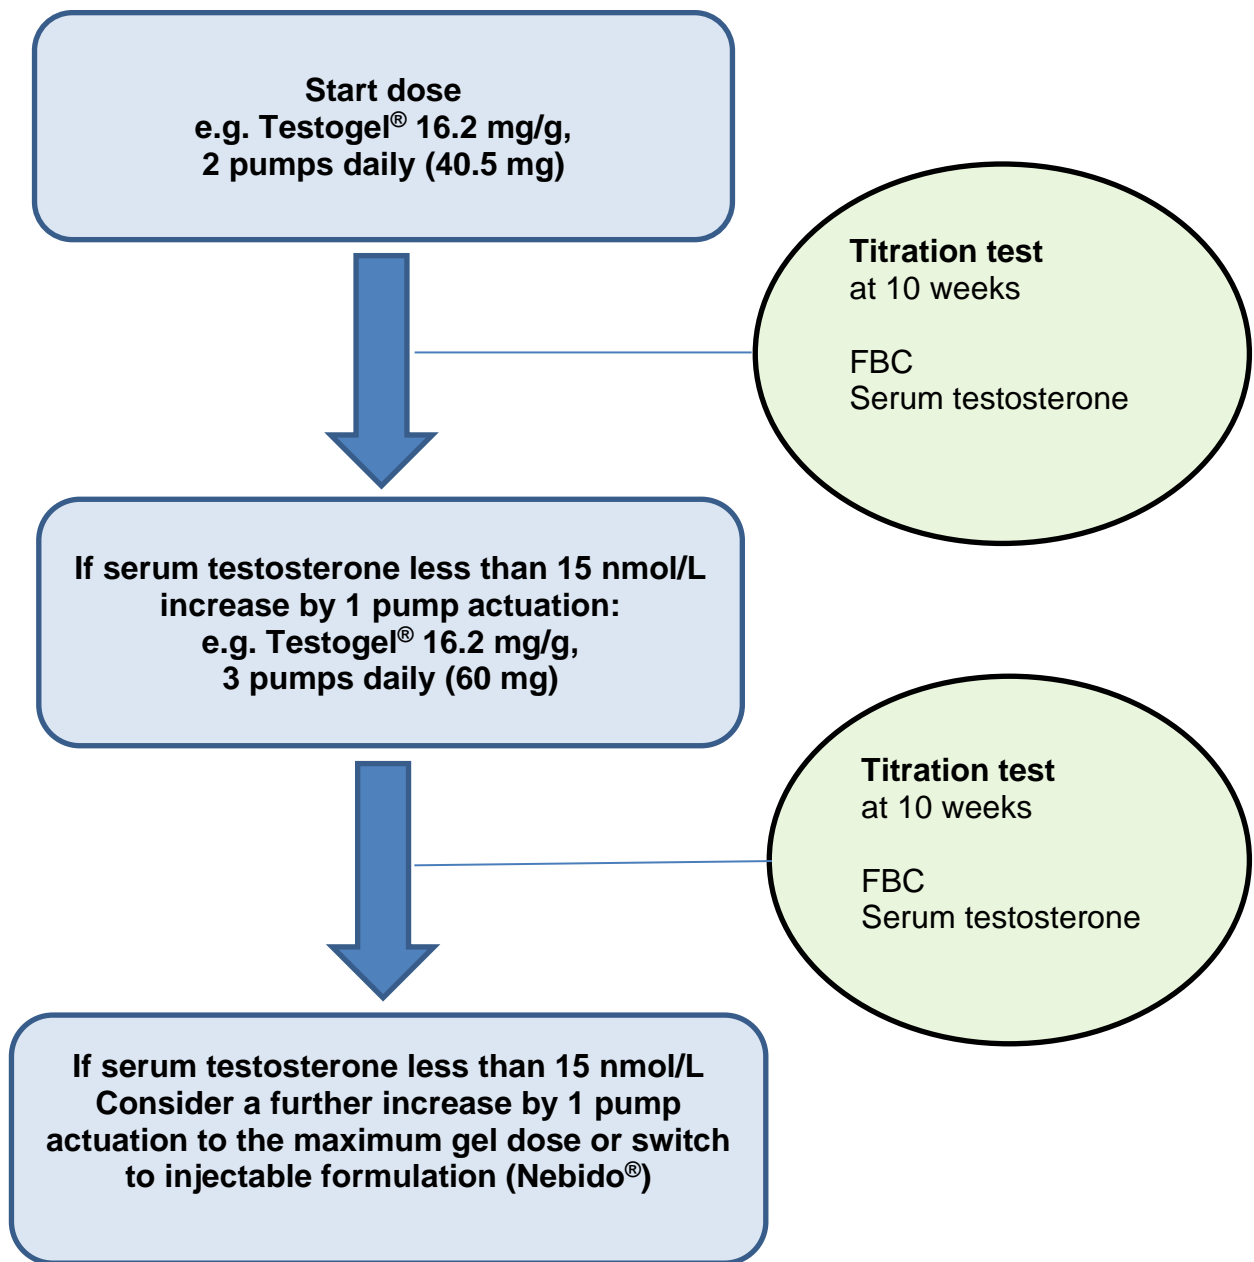 Start dose
e.g. Testogel® 16.2 mg/g,
2 pumps daily (40.5 mg)
Titration test
at 10 weeks
FBC
Serum testosterone
If serum testosterone less than 15 nmol/L
increase by 1 pump actuation:
e.g. Testogel® 16.2 mg/g,
3 pumps daily (60 mg)
Titration test
at 10 weeks
FBC
Serum testosterone
If serum testosterone less than 15 nmol/L
Consider a further increase by 1 pump
actuation to the maximum gel dose or switch
to injectable formulation (Nebido®)